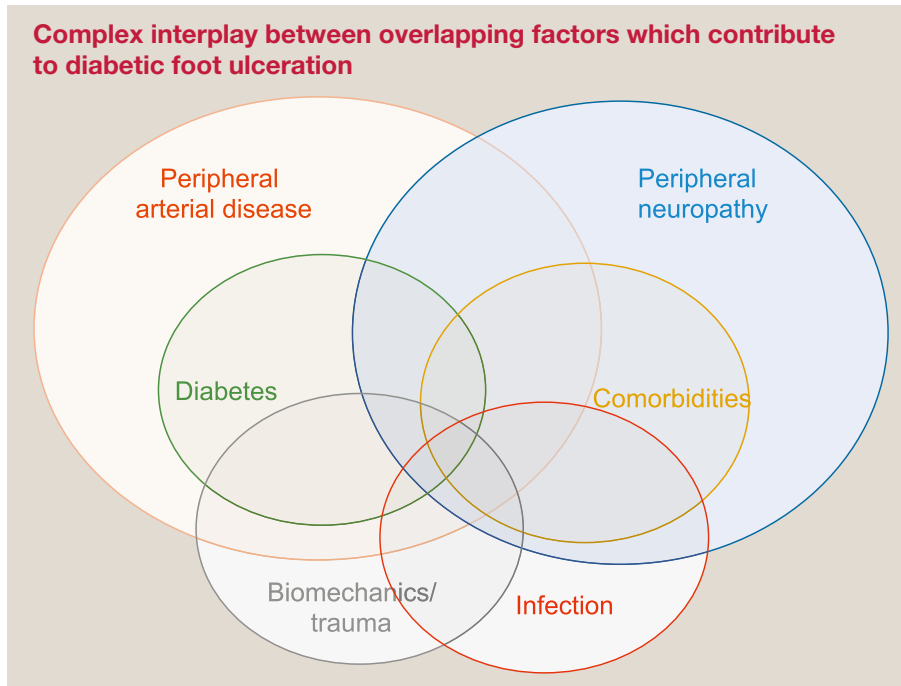 Complex interplay between overlapping factors which contribute
to diabetic foot ulceration
Peripheral
arterial disease
Peripheral
neuropathy
Diabetes
Comorbidities
Biomechanics/
trauma
Infection